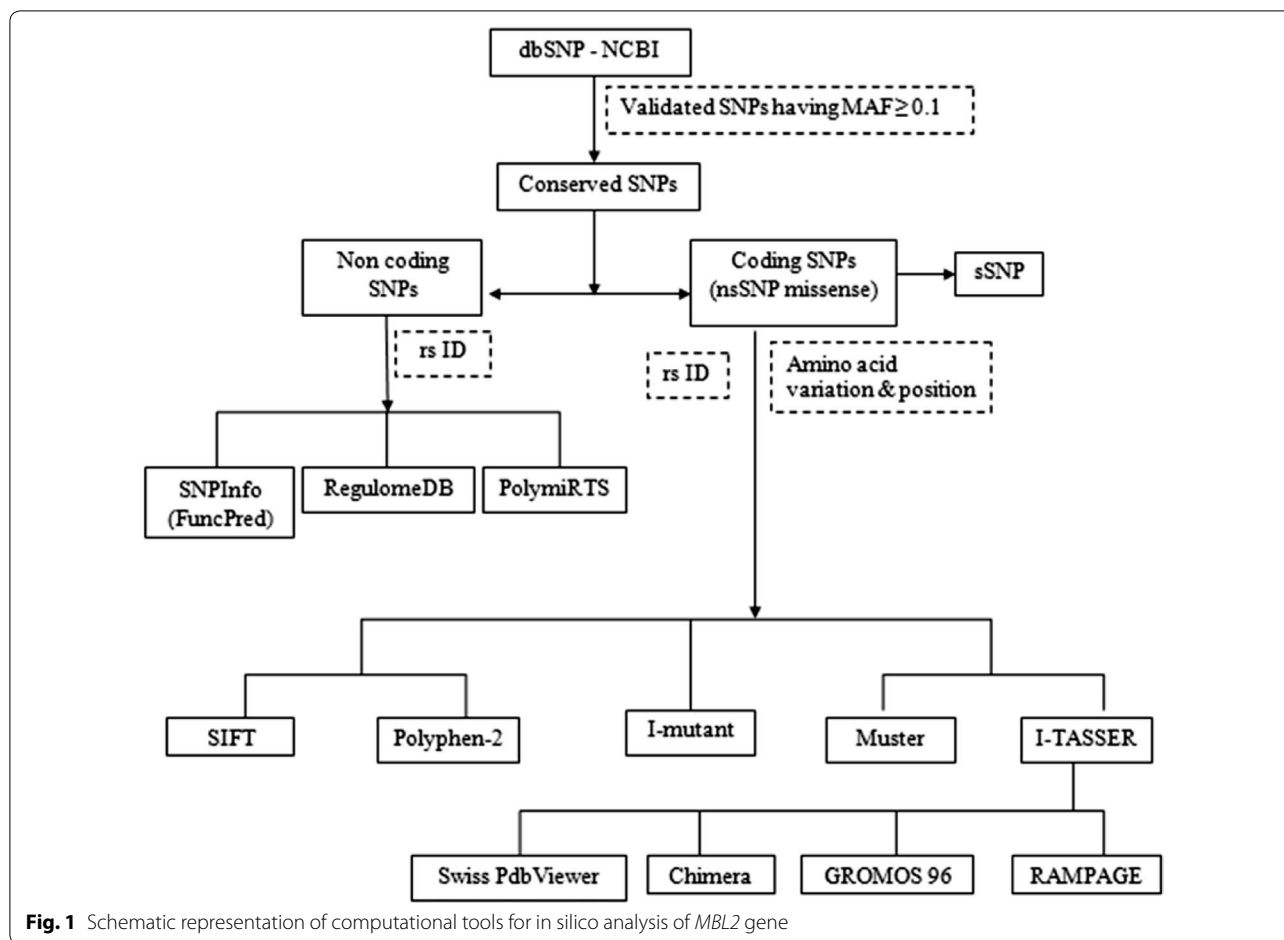 dbSNP - NCBI
Validated SNPs having MAF ≥ 0.1
Conserved SNPs
Non coding
SNPs
Coding SNPs
(nsSNP missense)
sSNP
rs ID
rs ID
Amino acid
variation & position
SNPInfo
(FuncPred)
RegulomeDB
PolymiRTS
SIFT
Polyphen-2
I-mutant
Muster
I-TASSER
Swiss PdbViewer
Chimera
GROMOS 96
RAMPAGE
Fig. 1 Schematic representation of computational tools for in silico analysis of MBL2 gene